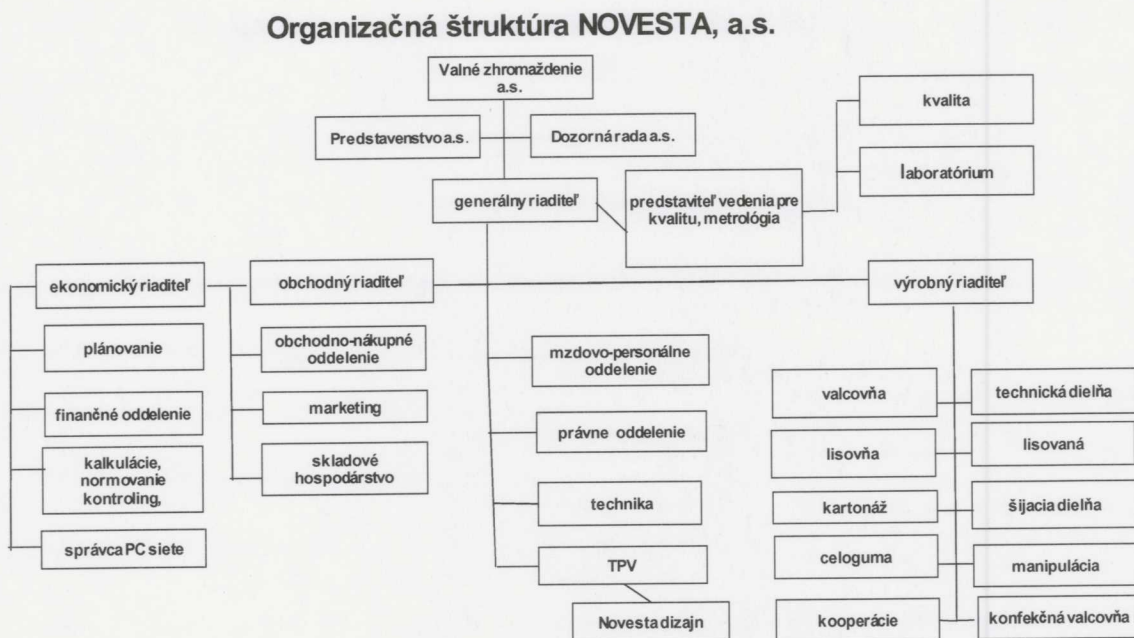 Organizačná štruktúra NOVESTA, a.s.
Valné zhromaždenie
a.s.
Predstavenstvo a.s.
Dozorná rada a.s.
kvalita
laboratórium
generálny riaditeľ
predstaviteľ vedenia pre
kvalitu, metrológia
ekonomický riaditeľ
obchodný riaditeľ
výrobný riaditeľ
plánovanie
finančné oddelenie
kalkulácie,
normovanie
kontroling,
správca PC siete
obchodno-nákupné
oddelenie
marketing
skladové
hospodárstvo
mzdovo-personálne
oddelenie
právne oddelenie
technika
TPV
Novesta dizajn
valcovňa
technická dielňa
lisovňa
lisovaná
kartonáž
šijacia dielňa
celoguma
manipulácia
kooperácie
konfekčná valcovňa